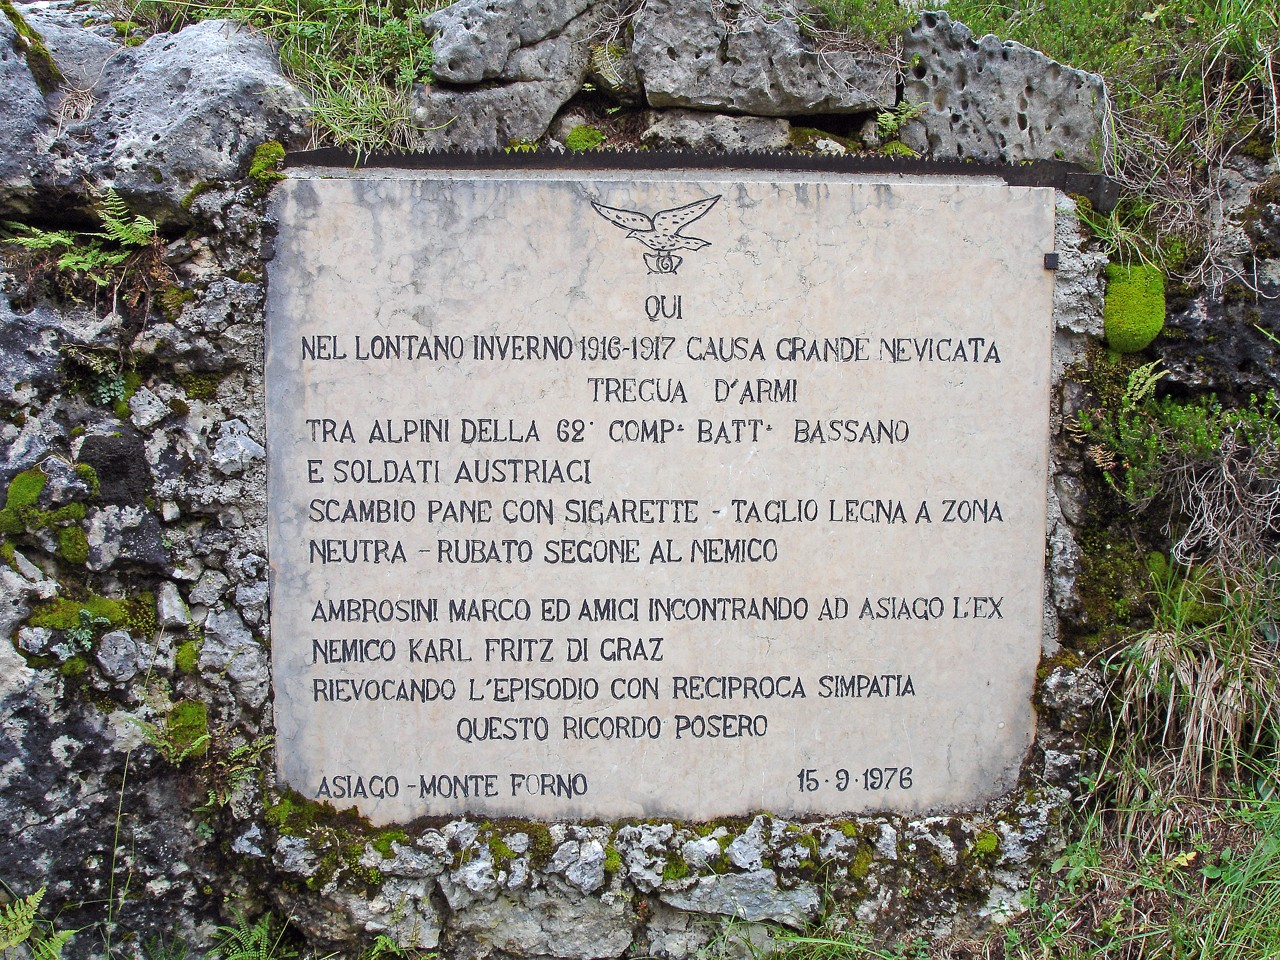 QUI
NEL LONTANO INVERNO 1916-1917 CAUSA GRANDE NEVICATA
TREGUA D'ARMI
TRA ALPINI DELLA 62ª COMPª BATTª BASSANO
E SOLDATI AUSTRIACI
SCAMBIO PANE CON SIGARETTE - TAGLIO LEGNA A ZONA
NEUTRA - RUBATO SEGONE AL NEMICO
AMBROSINI MARCO ED AMICI INCONTRANDO AD ASIAGO L'EX
NEMICO KARL FRITZ DI GRAZ
RIEVOCANDO L'EPISODIO CON RECIPROCA SIMPATIA
QUESTO RICORDO POSERO
ASIAGO-MONTE FORNO 15·9·1976